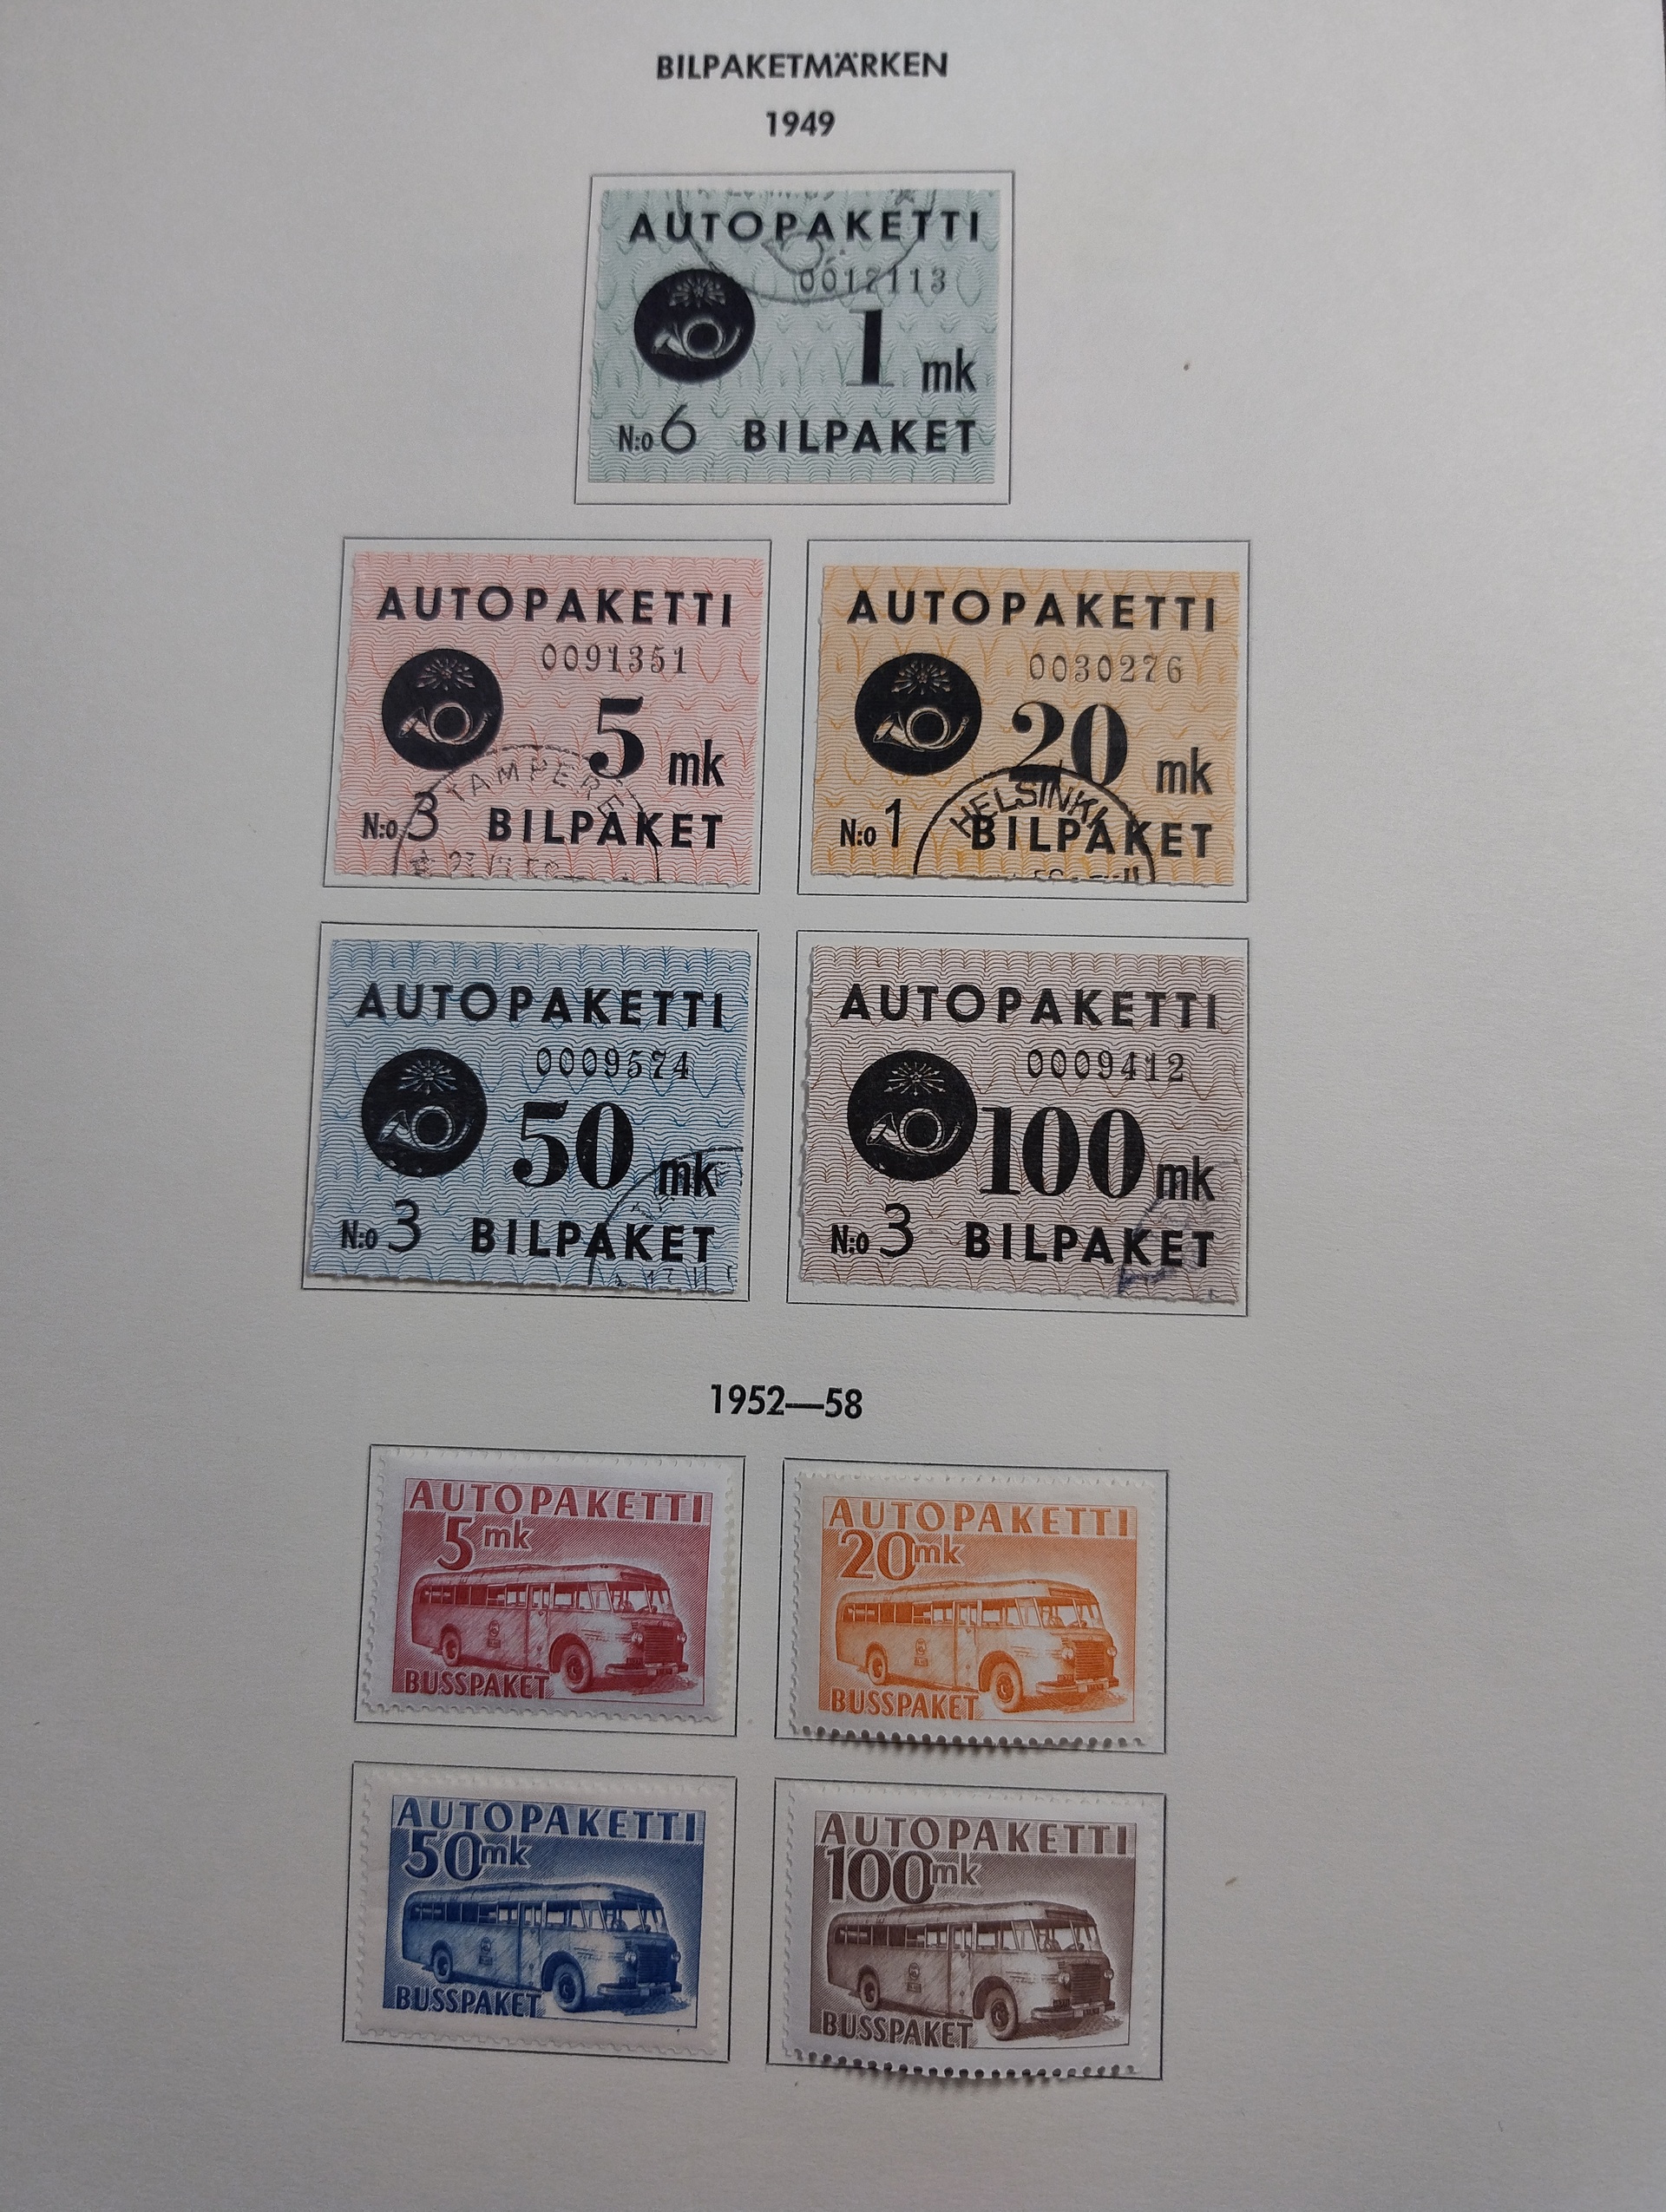 BILPAKETMÄRKEN
1949
AUTOPAKETTI
0012113
1 mk
N:o 6 BILPAKET
AUTOPAKETTI
0091351
5 mk
TAMPERE
N:o 3 BILPAKET
AUTOPAKETTI
0030276
20 mk
HELSINKI
N:o 1 BILPAKET
AUTOPAKETTI
0009574
50 mk
N:o 3 BILPAKET
AUTOPAKETTI
0009412
100 mk
N:o 3 BILPAKET
1952—58
AUTOPAKETTI
5 mk
BUSSPAKET
AUTOPAKETTI
20 mk
BUSSPAKET
AUTOPAKETTI
50 mk
BUSSPAKET
AUTOPAKETTI
100 mk
BUSSPAKET